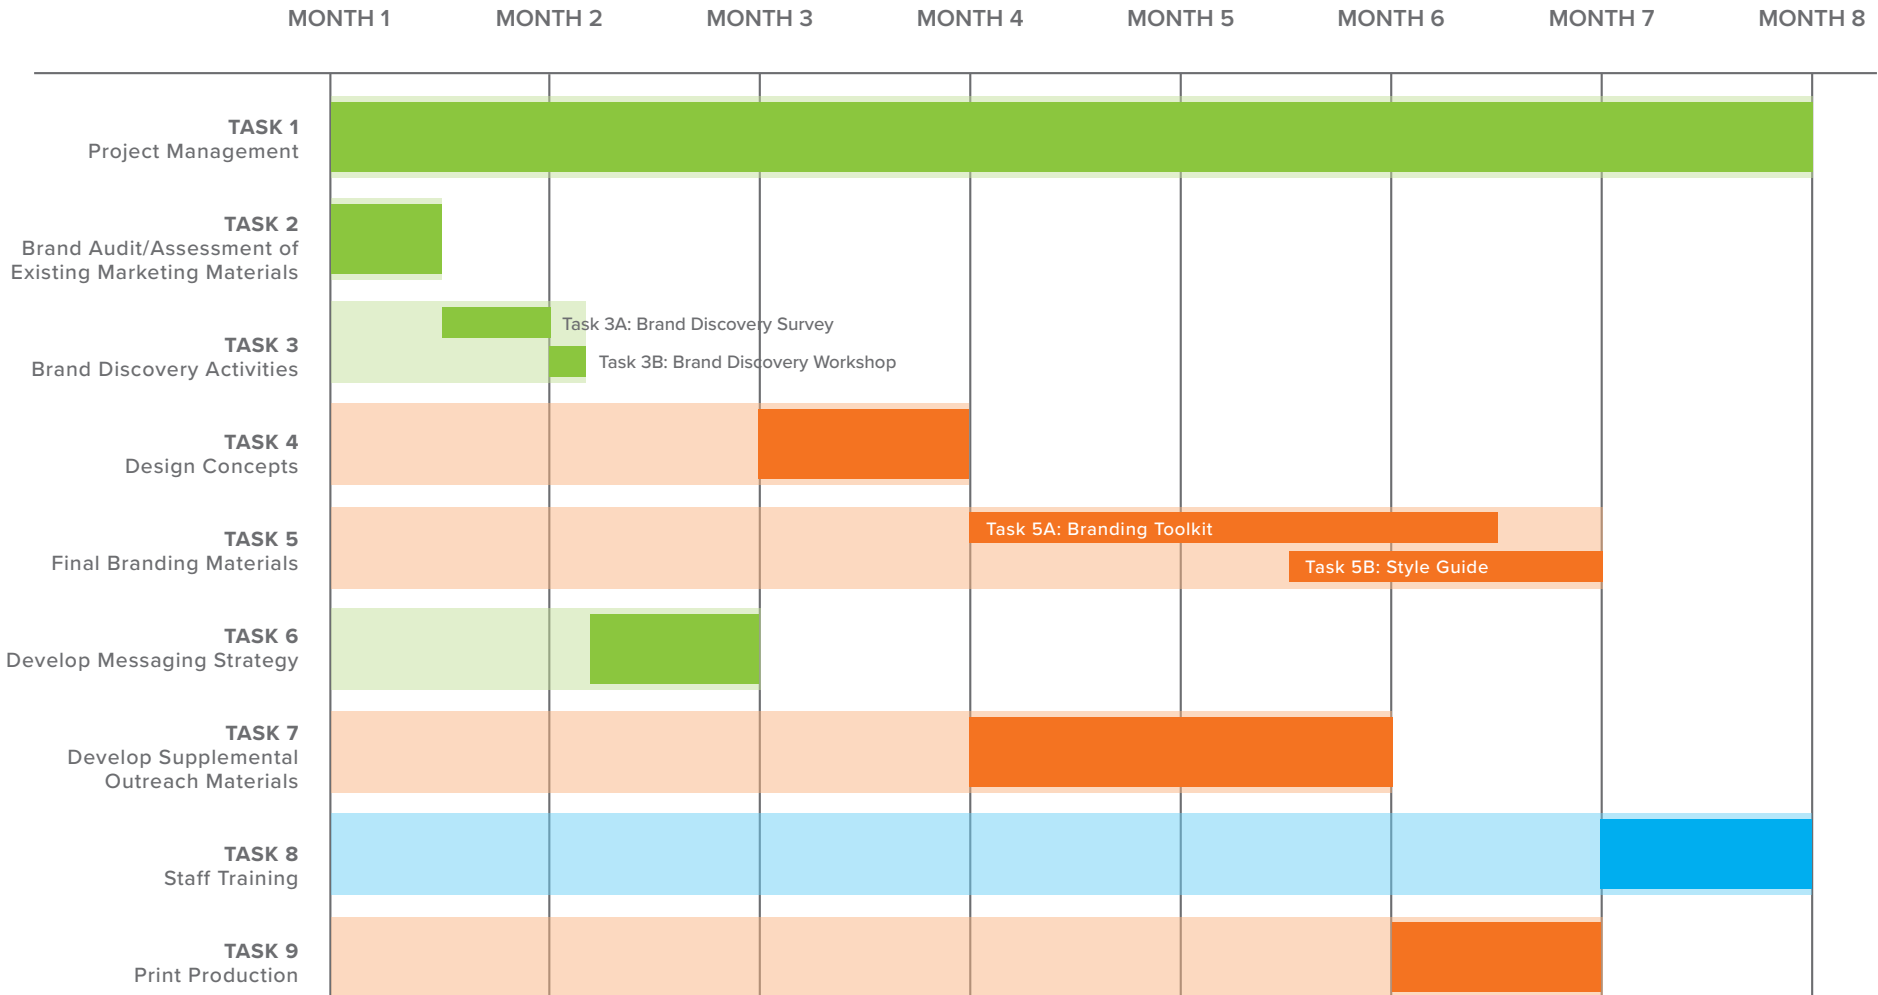 MONTH 1 MONTH 2 MONTH 3 MONTH 4 MONTH 5 MONTH 6 MONTH 7 MONTH 8
TASK 1
Project Management
TASK 2
Brand Audit/Assessment of
Existing Marketing Materials
TASK 3
Brand Discovery Activities
Task 3A: Brand Discovery Survey
Task 3B: Brand Discovery Workshop
TASK 4
Design Concepts
TASK 5
Final Branding Materials
Task 5A: Branding Toolkit
Task 5B: Style Guide
TASK 6
Develop Messaging Strategy
TASK 7
Develop Supplemental
Outreach Materials
TASK 8
Staff Training
TASK 9
Print Production